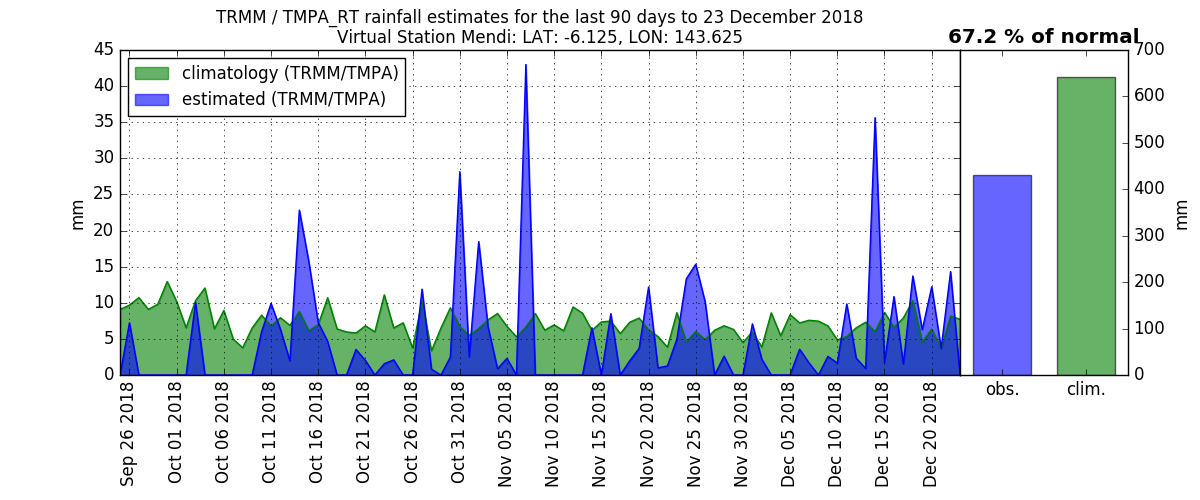 TRMM / TMPA_RT rainfall estimates for the last 90 days to 23 December 2018
Virtual Station Mendi: LAT: -6.125, LON: 143.625
67.2 % of normal
climatology (TRMM/TMPA)
estimated (TRMM/TMPA)
mm
45
40
35
30
25
20
15
10
5
0
Sep 26 2018
Oct 01 2018
Oct 06 2018
Oct 11 2018
Oct 16 2018
Oct 21 2018
Oct 26 2018
Oct 31 2018
Nov 05 2018
Nov 10 2018
Nov 15 2018
Nov 20 2018
Nov 25 2018
Nov 30 2018
Dec 05 2018
Dec 10 2018
Dec 15 2018
Dec 20 2018
700
600
500
400
300
200
100
0
mm
obs.
clim.